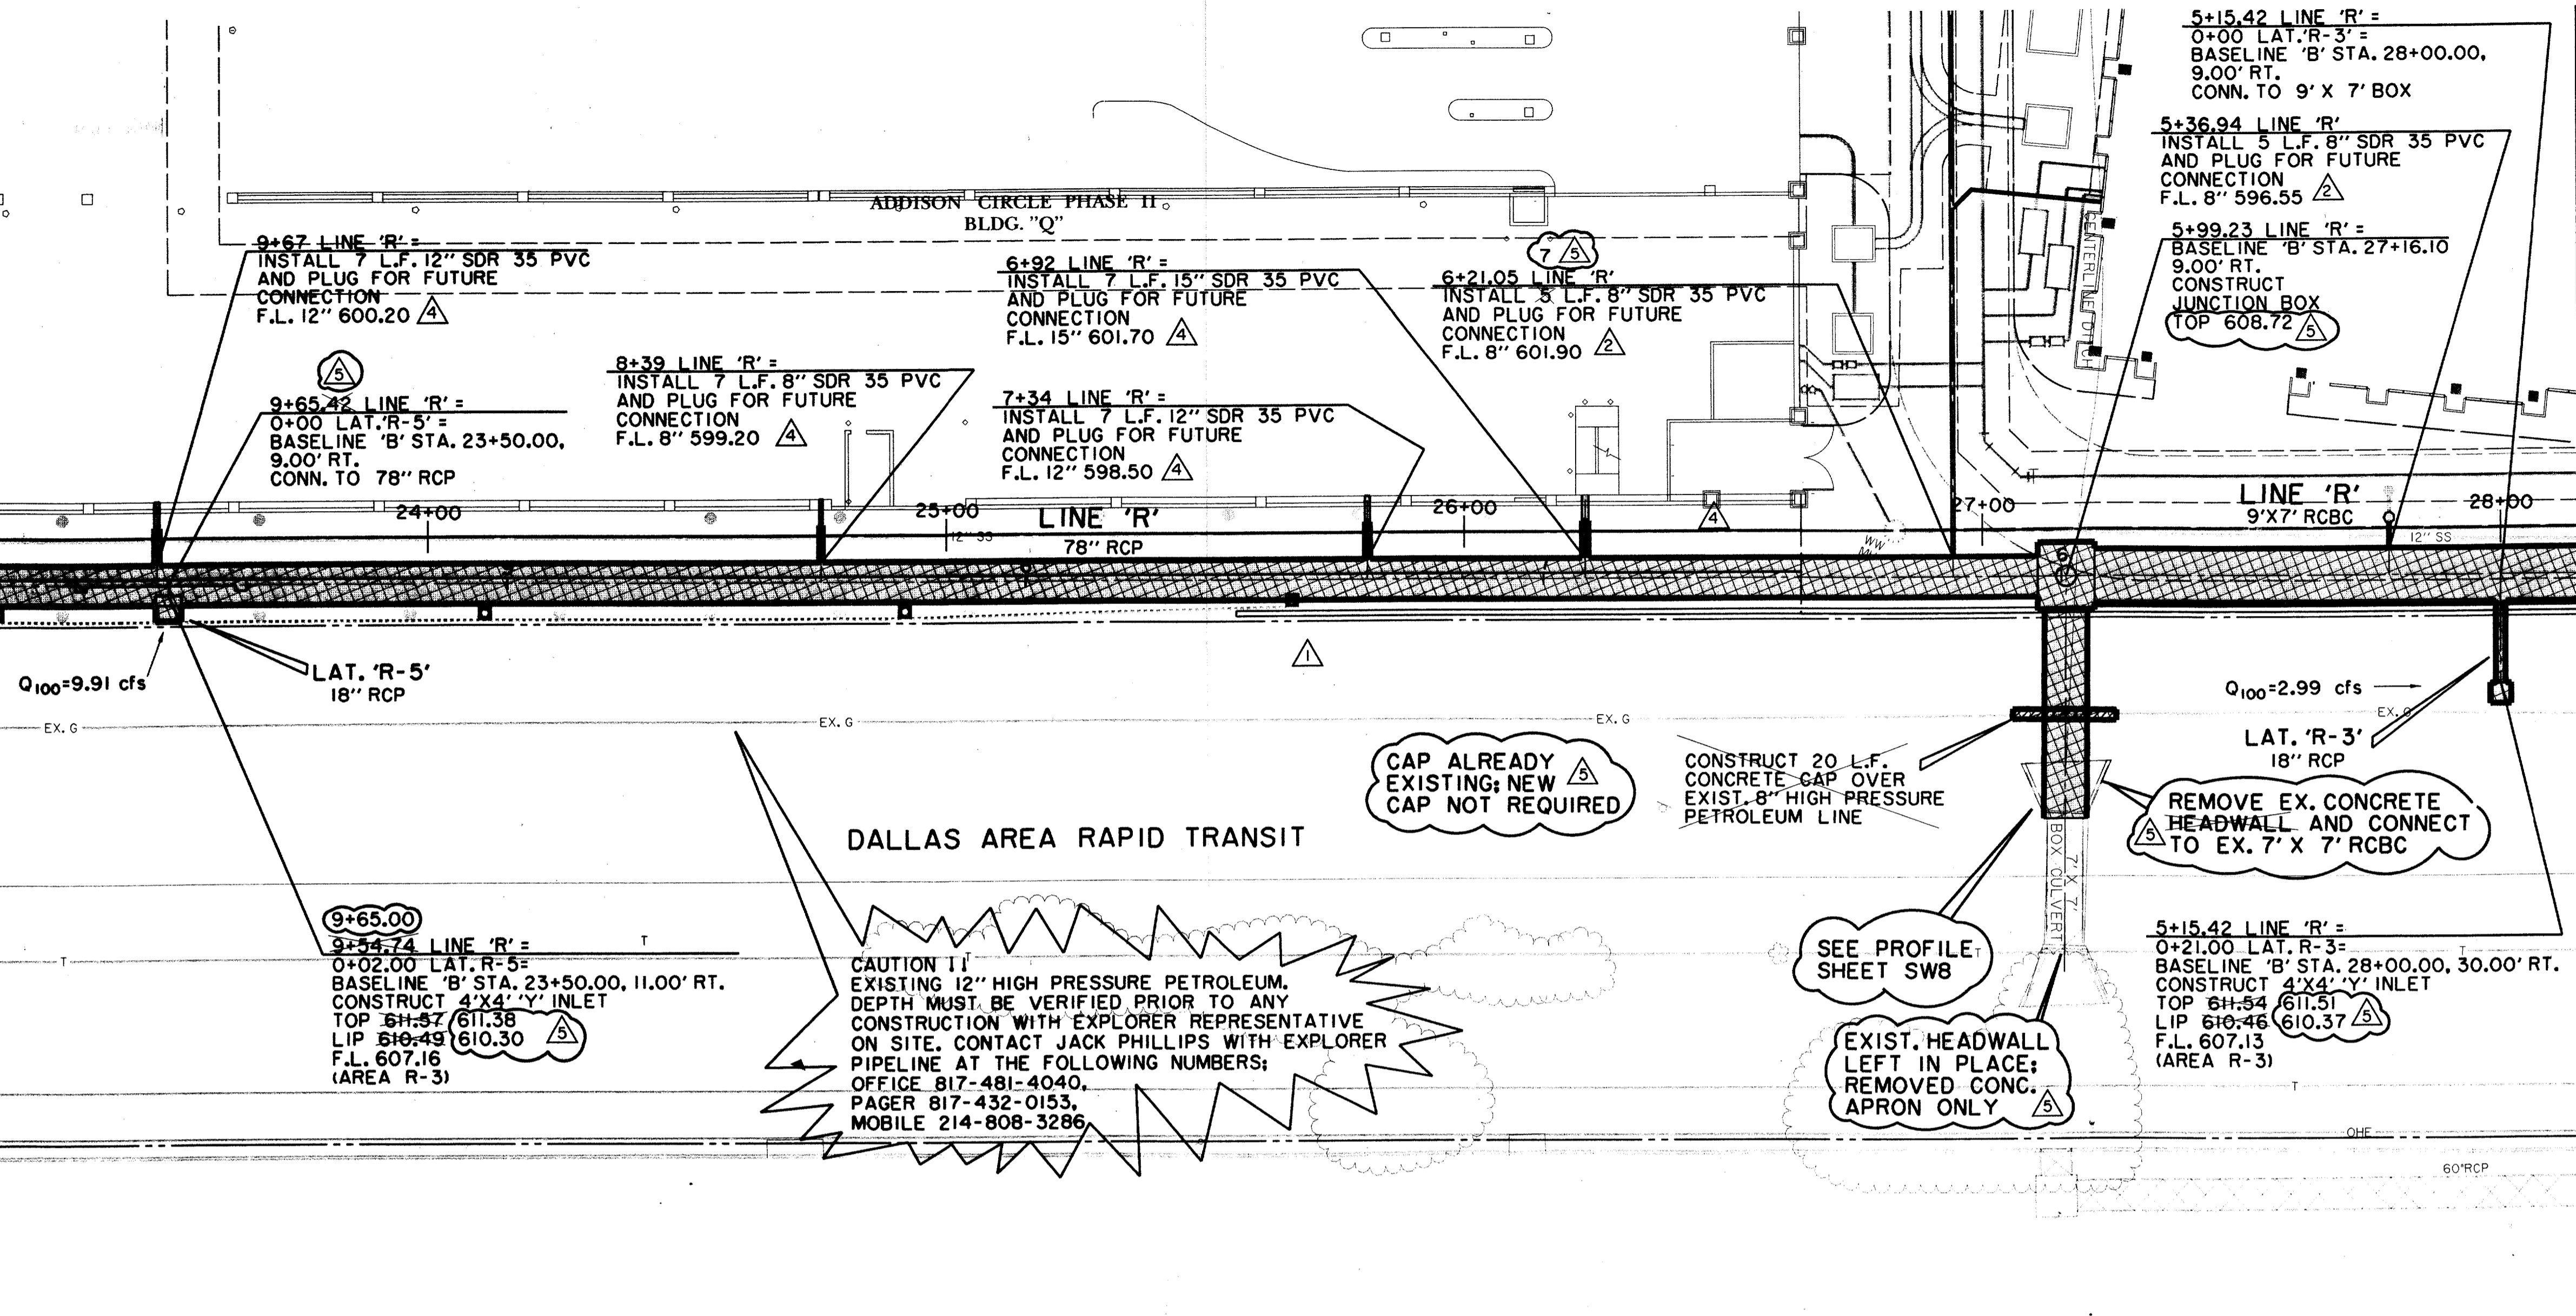 5+15.42 LINE 'R' =
0+00 LAT.'R-3' =
BASELINE 'B' STA. 28+00.00,
9.00' RT.
CONN. TO 9' X 7' BOX
5+36.94 LINE 'R'
INSTALL 5 L.F. 8" SDR 35 PVC
AND PLUG FOR FUTURE
CONNECTION
F.L. 8" 596.55 2
5+99.23 LINE 'R' =
BASELINE 'B' STA. 27+16.10
9.00' RT.
CONSTRUCT
JUNCTION BOX
TOP 608.72 5
ADDISON CIRCLE PHASE II
BLDG. "Q"
9+67 LINE 'R' =
INSTALL 7 L.F. 12" SDR 35 PVC
AND PLUG FOR FUTURE
CONNECTION
F.L. 12" 600.20 4
6+92 LINE 'R' =
INSTALL 7 L.F. 15" SDR 35 PVC
AND PLUG FOR FUTURE
CONNECTION
F.L. 15" 601.70 4
7 5
6+21.05 LINE 'R'
INSTALL 5 L.F. 8" SDR 35 PVC
AND PLUG FOR FUTURE
CONNECTION
F.L. 8" 601.90 2
CENTERLINE DITCH
5
9+65.42 LINE 'R' =
0+00 LAT.'R-5' =
BASELINE 'B' STA. 23+50.00,
9.00' RT.
CONN. TO 78" RCP
8+39 LINE 'R' =
INSTALL 7 L.F. 8" SDR 35 PVC
AND PLUG FOR FUTURE
CONNECTION
F.L. 8" 599.20 4
7+34 LINE 'R' =
INSTALL 7 L.F. 12" SDR 35 PVC
AND PLUG FOR FUTURE
CONNECTION
F.L. 12" 598.50 4
24+00
25+00
LINE 'R'
78" RCP
12" SS
26+00
4
27+00
LINE 'R'
9'X7' RCBC
28+00
12" SS
WW
6
7
T
1
Q100=9.91 cfs
LAT. 'R-5'
18" RCP
Q100=2.99 cfs
LAT. 'R-3'
18" RCP
EX. G
EX. G
EX. G
EX. G
CAP ALREADY
EXISTING; NEW 5
CAP NOT REQUIRED
CONSTRUCT 20 L.F.
CONCRETE CAP OVER
EXIST. 8" HIGH PRESSURE
PETROLEUM LINE
REMOVE EX. CONCRETE
HEADWALL AND CONNECT
5 TO EX. 7' X 7' RCBC
7' X 7'
BOX CULVERT
DALLAS AREA RAPID TRANSIT
9+65.00
9+54.74 LINE 'R' =
0+02.00 LAT. R-5=
BASELINE 'B' STA. 23+50.00, 11.00' RT.
CONSTRUCT 4'X4' 'Y' INLET
TOP 611.57 611.38
LIP 610.49 610.30 5
F.L. 607.16
(AREA R-3)
CAUTION !!
EXISTING 12" HIGH PRESSURE PETROLEUM.
DEPTH MUST BE VERIFIED PRIOR TO ANY
CONSTRUCTION WITH EXPLORER REPRESENTATIVE
ON SITE. CONTACT JACK PHILLIPS WITH EXPLORER
PIPELINE AT THE FOLLOWING NUMBERS;
OFFICE 817-481-4040,
PAGER 817-432-0153,
MOBILE 214-808-3286
SEE PROFILE
SHEET SW8
EXIST. HEADWALL
LEFT IN PLACE;
REMOVED CONC.
APRON ONLY 5
5+15.42 LINE 'R' =
0+21.00 LAT. R-3=
BASELINE 'B' STA. 28+00.00, 30.00' RT.
CONSTRUCT 4'X4' 'Y' INLET
TOP 611.54 611.51
LIP 610.46 610.37 5
F.L. 607.13
(AREA R-3)
T
T
T
T
T
T
OHE
60"RCP